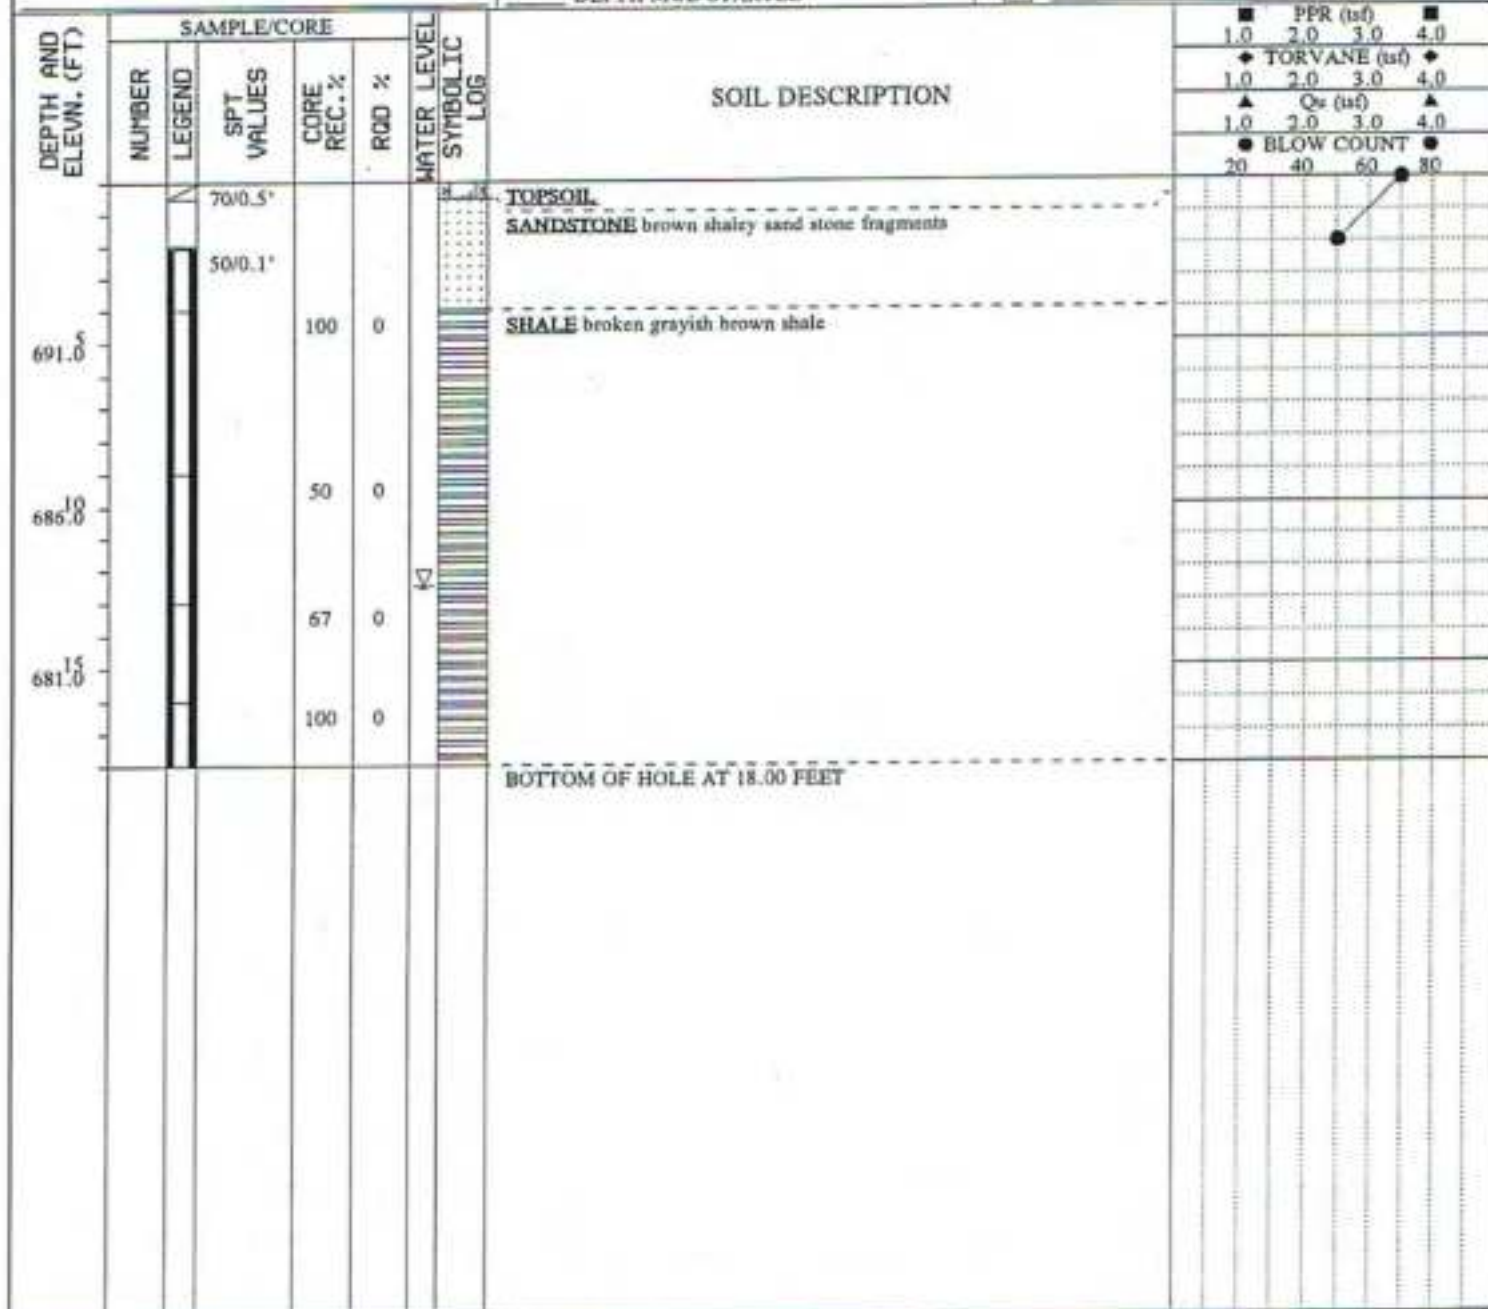 SAMPLE/CORE
DEPTH AND
ELEVN. (FT)
NUMBER
LEGEND
SPT
VALUES
CORE
REC.%
RQD %
WATER LEVEL
SYMBOLIC
LOG
SOIL DESCRIPTION
PPR (tsf)
1.0 2.0 3.0 4.0
TORVANE (tsf)
1.0 2.0 3.0 4.0
Qu (tsf)
1.0 2.0 3.0 4.0
BLOW COUNT
20 40 60 80
70/0.5"
TOPSOIL
SANDSTONE brown shaley sand stone fragments
50/0.1"
100 0
SHALE broken grayish brown shale
5
691.0
50 0
10
686.0
67 0
15
681.0
100 0
BOTTOM OF HOLE AT 18.00 FEET